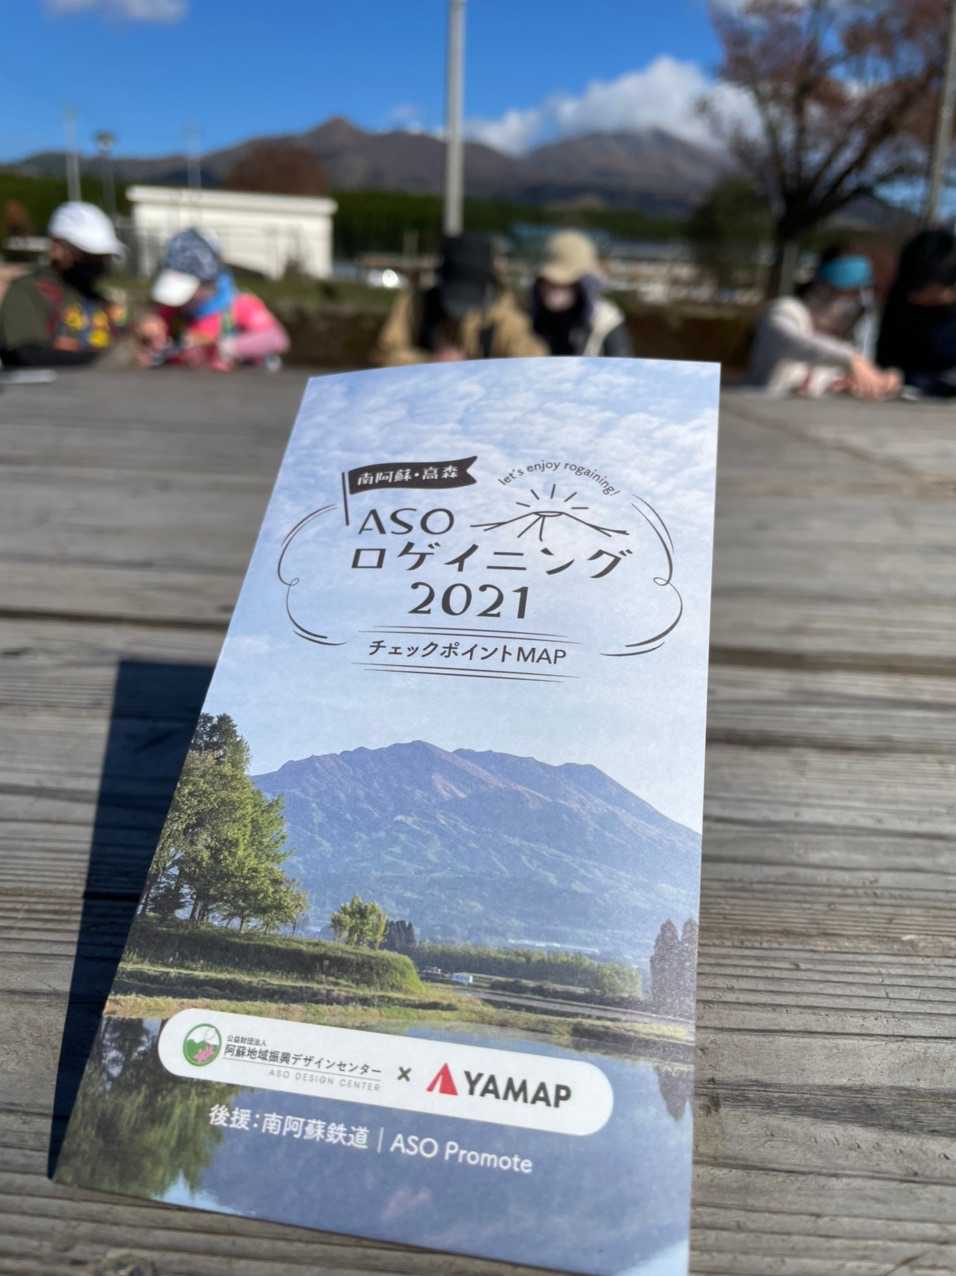 南阿蘇・高森
let's enjoy rogaining!
ASO
ロゲイニング
2021
チェックポイントMAP
公益財団法人
阿蘇地域振興デザインセンター
ASO DESIGN CENTER
×
YAMAP
後援：南阿蘇鉄道｜ASO Promote